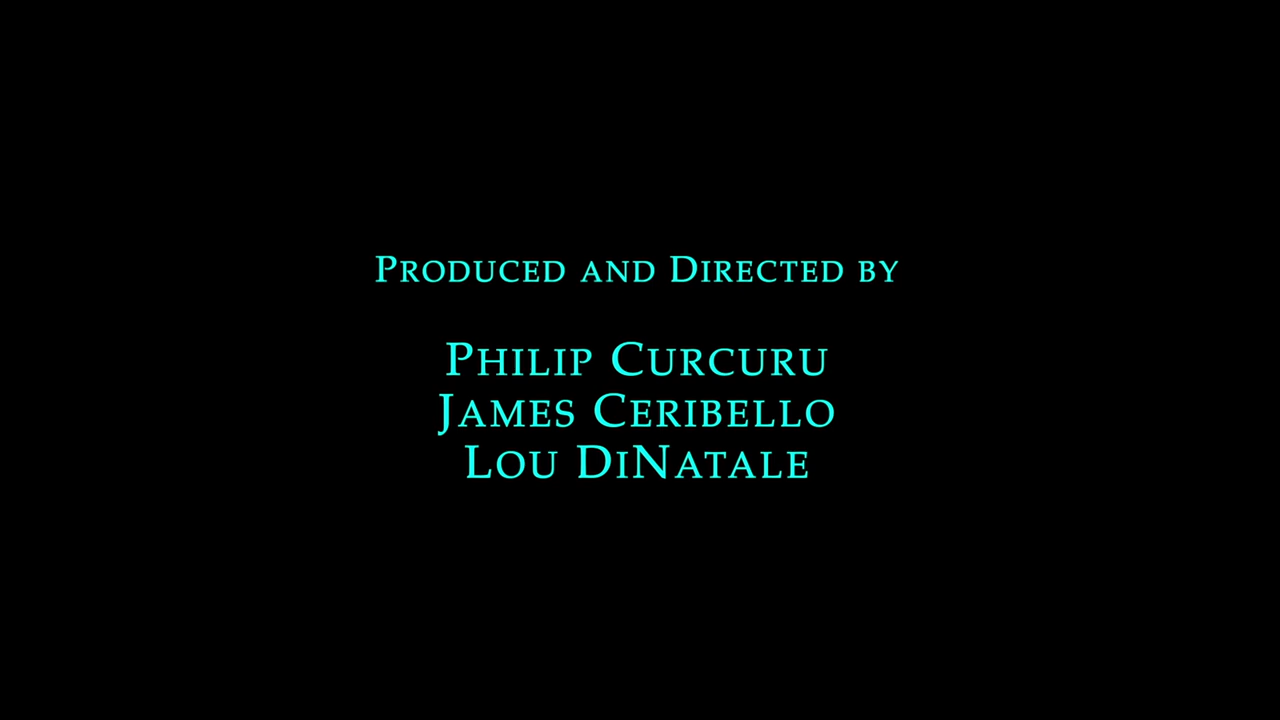 Produced and Directed by
Philip Curcuru
James Ceribello
Lou DiNatale